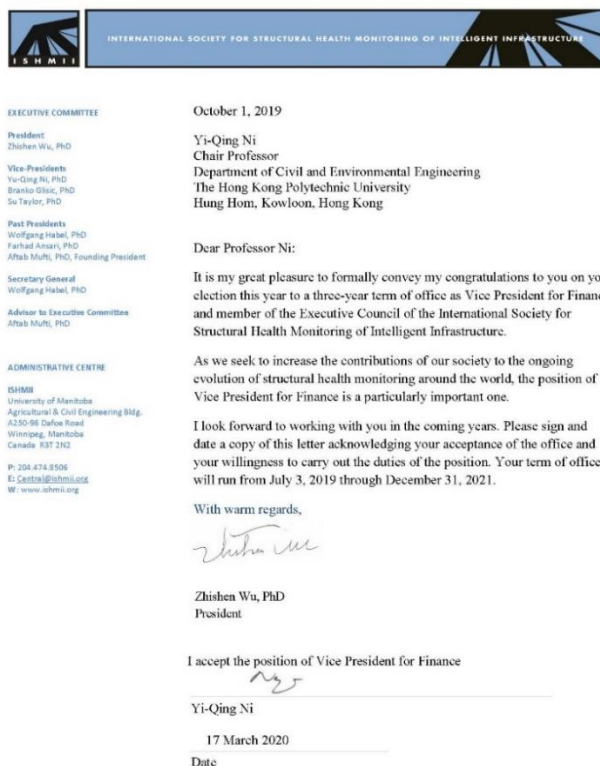 ISHMII
INTERNATIONAL SOCIETY FOR STRUCTURAL HEALTH MONITORING OF INTELLIGENT INFRASTRUCTURE
EXECUTIVE COMMITTEE
President
Zhishen Wu, PhD
Vice-Presidents
Yu-Qing Ni, PhD
Branko Glisic, PhD
Su Taylor, PhD
Past Presidents
Wolfgang Habel, PhD
Farhad Ansari, PhD
Aftab Mufti, PhD, Founding President
Secretary General
Wolfgang Habel, PhD
Advisor to Executive Committee
Aftab Mufti, PhD
ADMINISTRATIVE CENTRE
ISHMII
University of Manitoba
Agricultural & Civil Engineering Bldg.
A250-96 Dafoe Road
Winnipeg, Manitoba
Canada R3T 2N2
P: 204.474.8506
E: Central@ishmii.org
W: www.ishmii.org
October 1, 2019
Yi-Qing Ni
Chair Professor
Department of Civil and Environmental Engineering
The Hong Kong Polytechnic University
Hung Hom, Kowloon, Hong Kong
Dear Professor Ni:
It is my great pleasure to formally convey my congratulations to you on yo
election this year to a three-year term of office as Vice President for Financ
and member of the Executive Council of the International Society for
Structural Health Monitoring of Intelligent Infrastructure.
As we seek to increase the contributions of our society to the ongoing
evolution of structural health monitoring around the world, the position of
Vice President for Finance is a particularly important one.
I look forward to working with you in the coming years. Please sign and
date a copy of this letter acknowledging your acceptance of the office and
your willingness to carry out the duties of the position. Your term of office
will run from July 3, 2019 through December 31, 2021.
With warm regards,
Zhishen Wu
Zhishen Wu, PhD
President
I accept the position of Vice President for Finance
Yi-Qing Ni
17 March 2020
Date